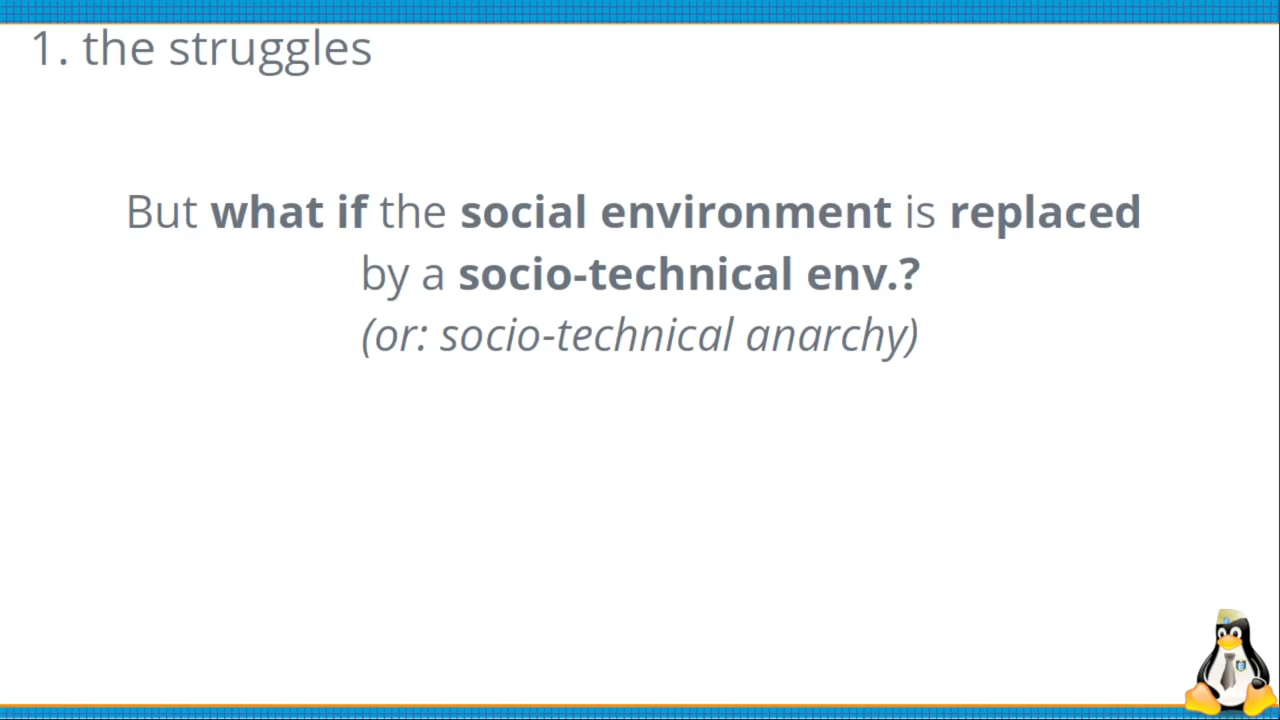 1. the struggles
But what if the social environment is replaced
by a socio-technical env.?
(or: socio-technical anarchy)